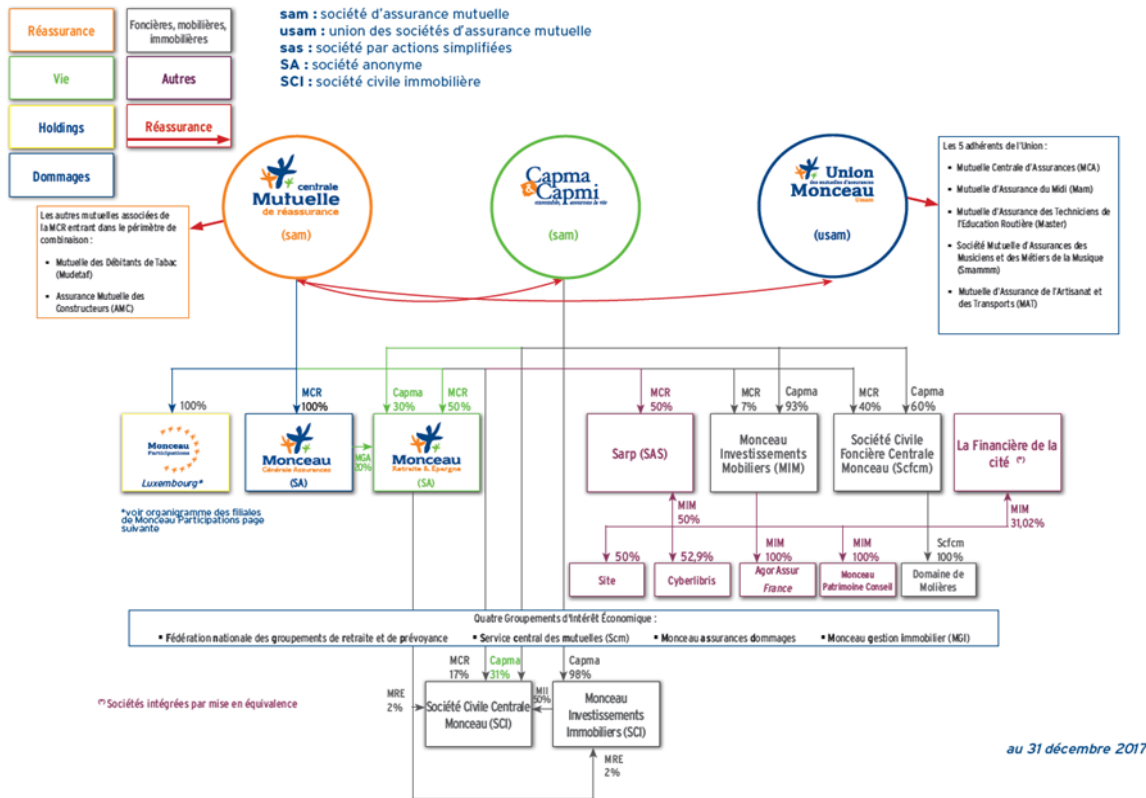 Réassurance
Foncières, mobilières,
immobilières
Vie
Autres
Holdings
Réassurance
Dommages
sam : société d'assurance mutuelle
usam : union des sociétés d'assurance mutuelle
sas : société par actions simplifiées
SA : société anonyme
SCI : société civile immobilière
centrale
Mutuelle
de réassurance
(sam)
Capma
& Capmi
(sam)
Union
des mutuelles d'assurances
Monceau
Usam
(usam)
Les autres mutuelles associées de
la MCR entrant dans le périmètre de
combinaison :
▪ Mutuelle des Débitants de Tabac
(Mudetaf)
▪ Assurance Mutuelle des
Constructeurs (AMC)
Les 5 adhérents de l'Union :
▪ Mutuelle Centrale d'Assurances (MCA)
▪ Mutuelle d'Assurance du Midi (Mam)
▪ Mutuelle d'Assurance des Techniciens de
l'Education Routière (Master)
▪ Société Mutuelle d'Assurances des
Musiciens et des Métiers de la Musique
(Smammm)
▪ Mutuelle d'Assurance de l'Artisanat et
des Transports (MAT)
100%
MCR
100%
Capma
30%
MCR
50%
MCR
50%
MCR
7%
Capma
93%
MCR
40%
Capma
60%
Monceau
Participations
Luxembourg*
Monceau
Générale Assurances
(SA)
MGA
20%
Monceau
Retraite & Épargne
(SA)
Sarp (SAS)
Monceau
Investissements
Mobiliers (MIM)
Société Civile
Foncière Centrale
Monceau (Scfcm)
La Financière de la
cité (*)
*voir organigramme des filiales
de Monceau Participations page
suivante
MIM
50%
MIM
31,02%
50%
52,9%
MIM
100%
MIM
100%
Scfcm
100%
Site
Cyberlibris
Agor Assur
France
Monceau
Patrimoine Conseil
Domaine de
Molières
Quatre Groupements d'Intérêt Économique :
▪ Fédération nationale des groupements de retraite et de prévoyance ▪ Service central des mutuelles (Scm) ▪ Monceau assurances dommages ▪ Monceau gestion immobilier (MGI)
MCR
17%
Capma
31%
Capma
98%
MRE
2%
Société Civile Centrale
Monceau (SCI)
MII
50%
Monceau
Investissements
Immobiliers (SCI)
MRE
2%
(*) Sociétés intégrées par mise en équivalence
au 31 décembre 2017